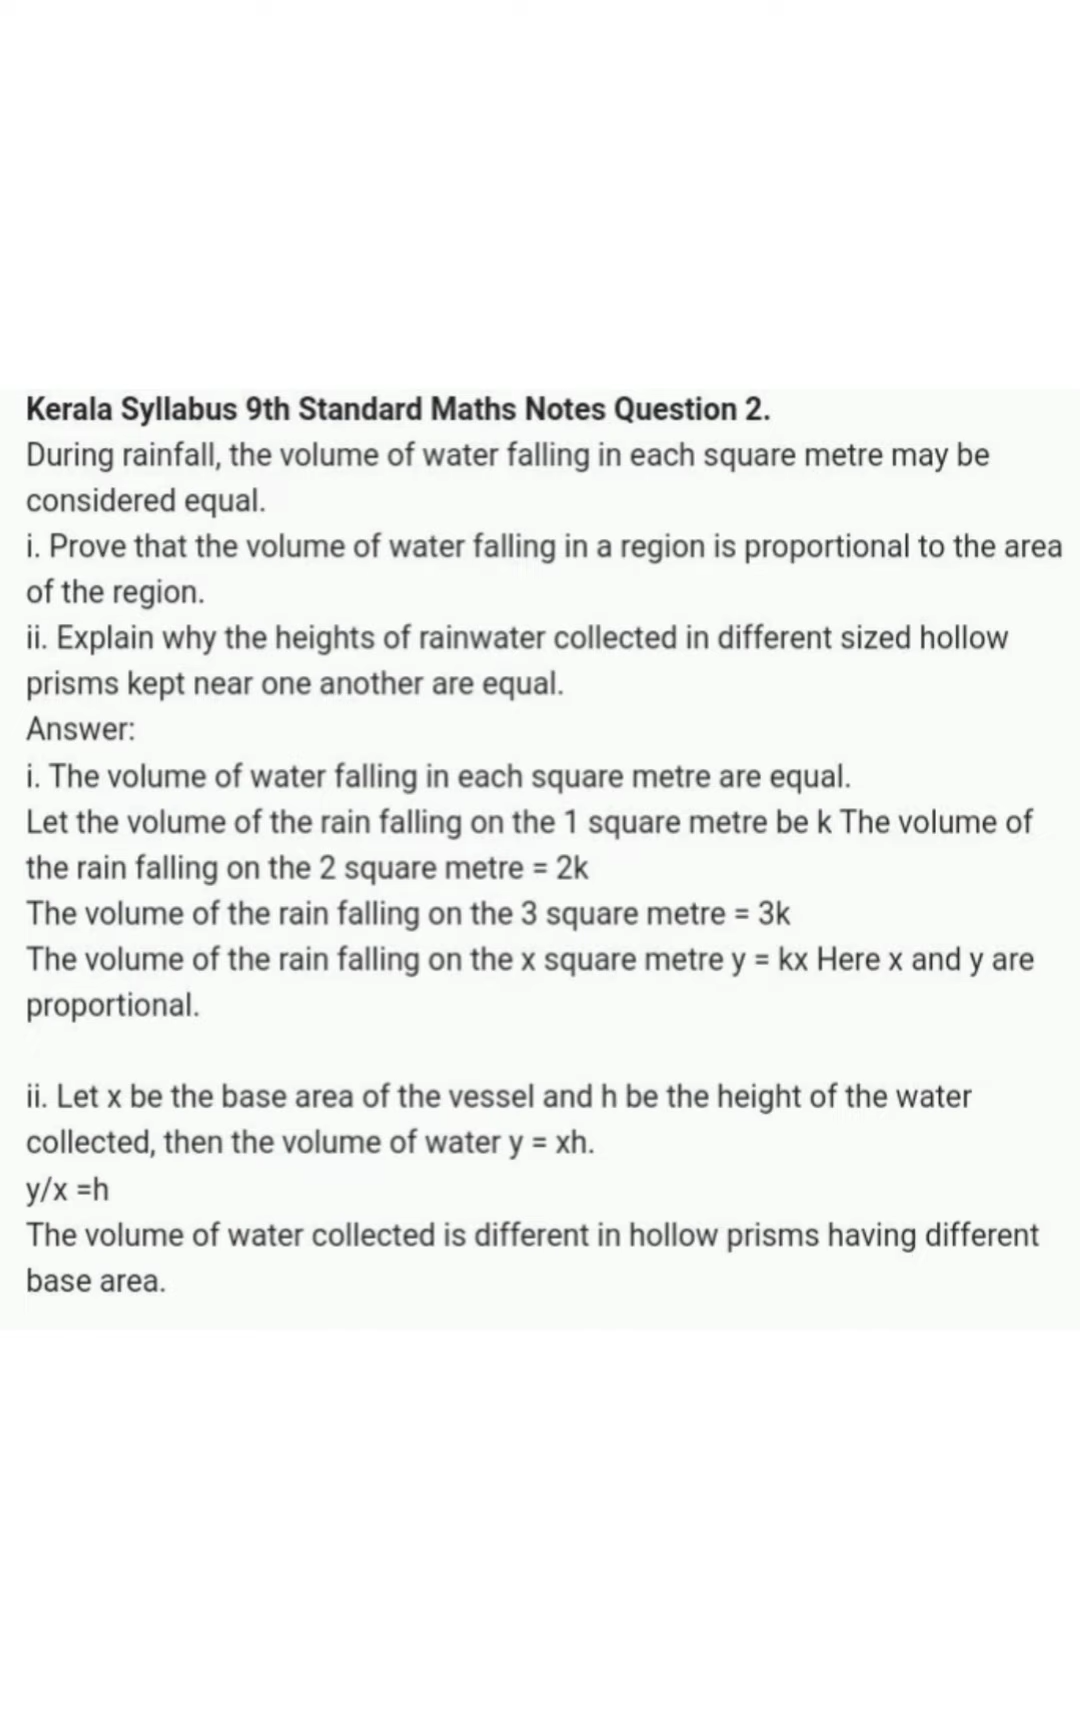 Kerala Syllabus 9th Standard Maths Notes Question 2.
During rainfall, the volume of water falling in each square metre may be
considered equal.
i. Prove that the volume of water falling in a region is proportional to the area
of the region.
ii. Explain why the heights of rainwater collected in different sized hollow
prisms kept near one another are equal.
Answer:
i. The volume of water falling in each square metre are equal.
Let the volume of the rain falling on the 1 square metre be k The volume of
the rain falling on the 2 square metre = 2k
The volume of the rain falling on the 3 square metre = 3k
The volume of the rain falling on the x square metre y = kx Here x and y are
proportional.
ii. Let x be the base area of the vessel and h be the height of the water
collected, then the volume of water y = xh.
y/x =h
The volume of water collected is different in hollow prisms having different
base area.